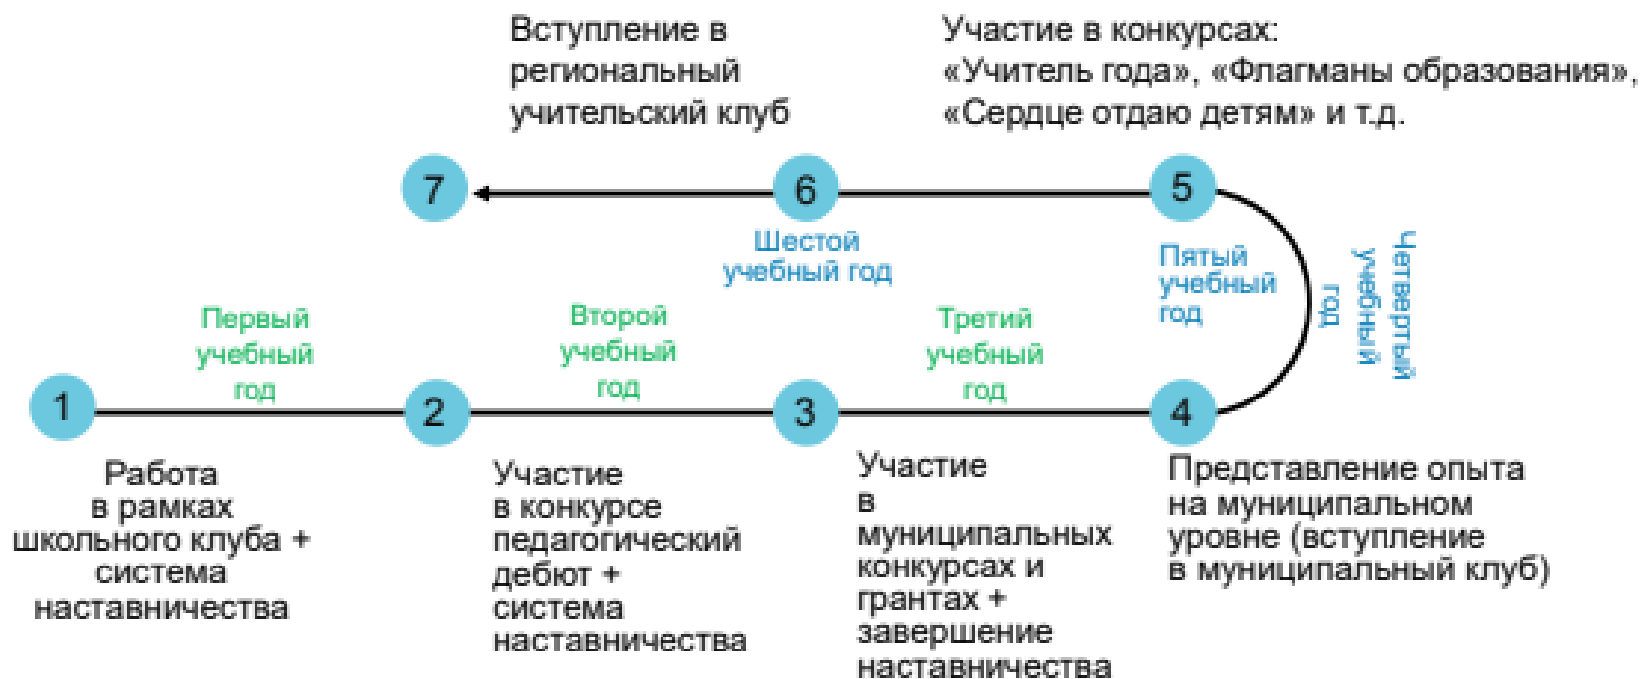 Вступление в
региональный
учительский клуб
Участие в конкурсах:
«Учитель года», «Флагманы образования»,
«Сердце отдаю детям» и т.д.
7
6
5
Шестой
учебный год
Пятый
учебный
год
Четвертый
учебный
год
Первый
учебный
год
Второй
учебный
год
Третий
учебный
год
1
2
3
4
Работа
в рамках
школьного клуба +
система
наставничества
Участие
в конкурсе
педагогический
дебют +
система
наставничества
Участие
в
муниципальных
конкурсах и
грантах +
завершение
наставничества
Представление опыта
на муниципальном
уровне (вступление
в муниципальный клуб)